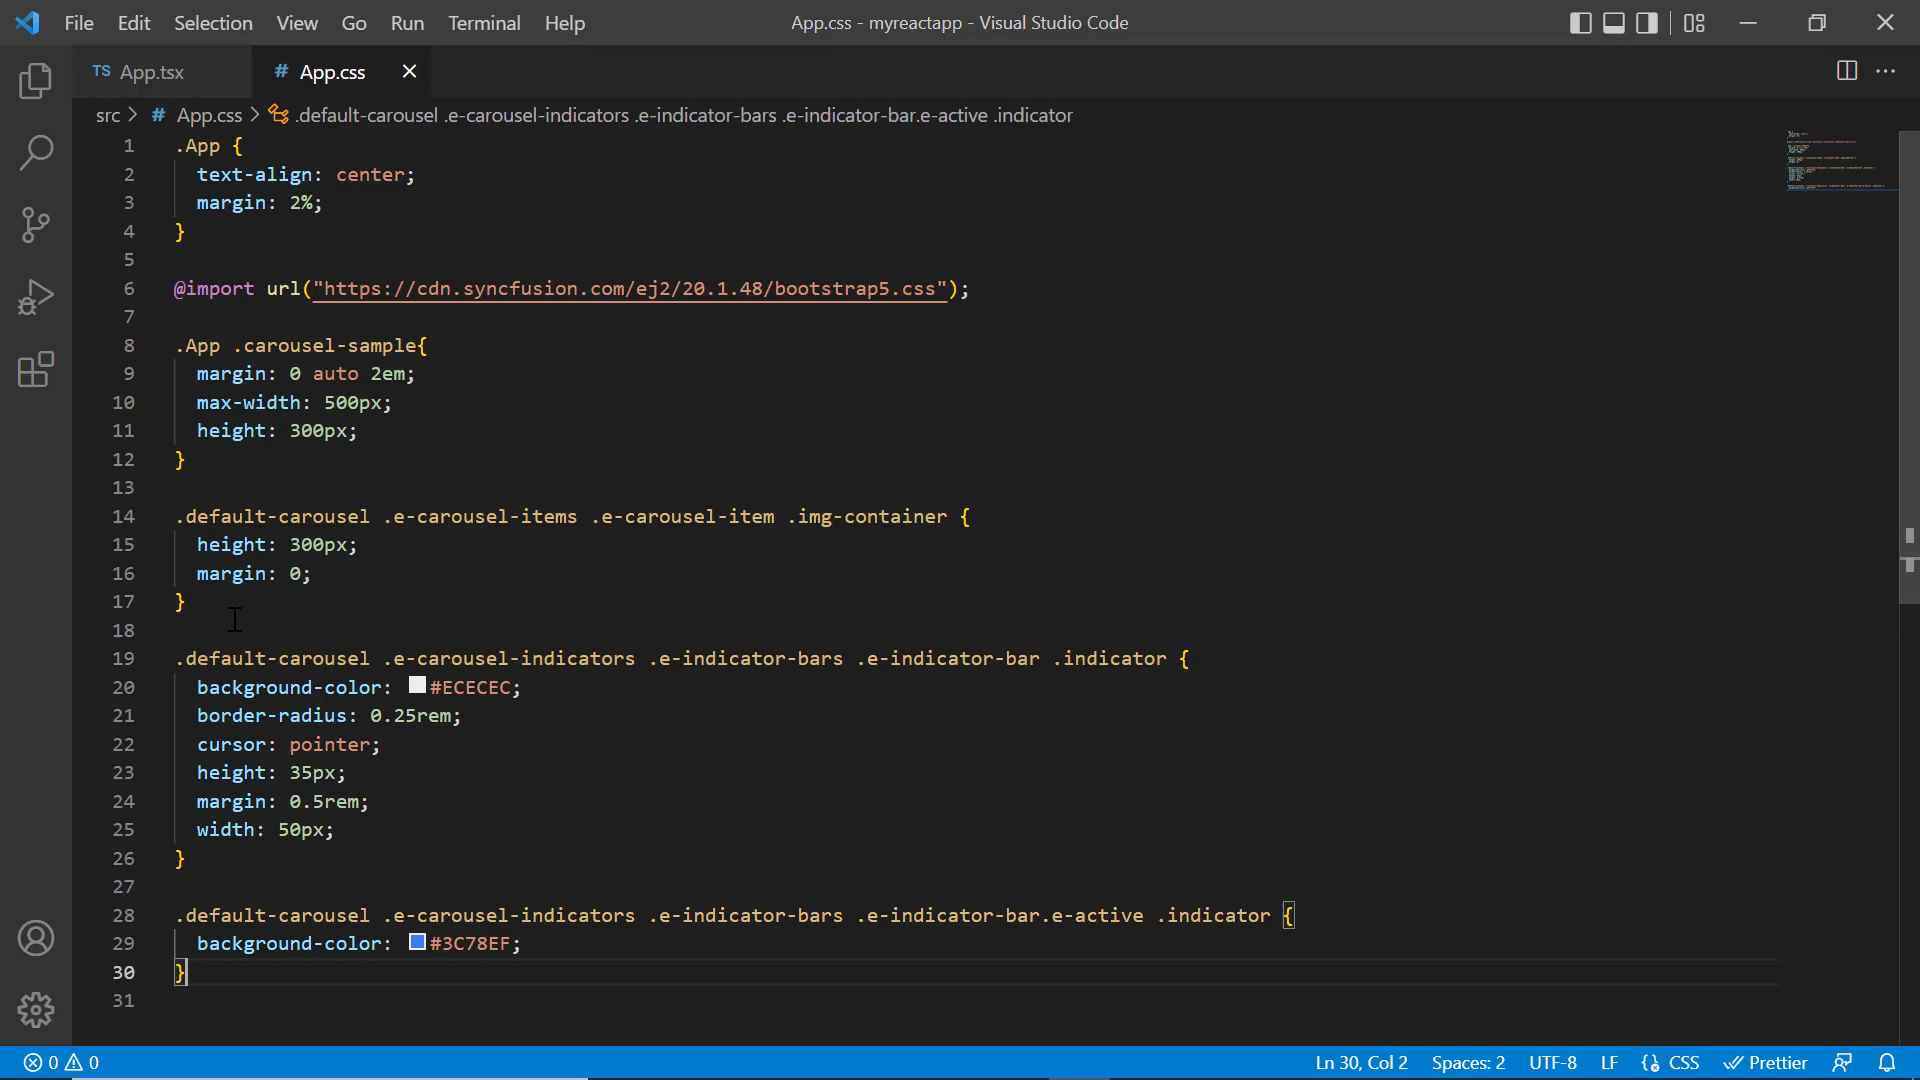 File Edit Selection View Go Run Terminal Help App.css - myreactapp - Visual Studio Code
TS App.tsx # App.css
src > # App.css > .default-carousel .e-carousel-indicators .e-indicator-bars .e-indicator-bar.e-active .indicator
1 .App {
2 text-align: center;
3 margin: 2%;
4 }
5
6 @import url("https://cdn.syncfusion.com/ej2/20.1.48/bootstrap5.css");
7
8 .App .carousel-sample{
9 margin: 0 auto 2em;
10 max-width: 500px;
11 height: 300px;
12 }
13
14 .default-carousel .e-carousel-items .e-carousel-item .img-container {
15 height: 300px;
16 margin: 0;
17 }
18
19 .default-carousel .e-carousel-indicators .e-indicator-bars .e-indicator-bar .indicator {
20 background-color: #ECECEC;
21 border-radius: 0.25rem;
22 cursor: pointer;
23 height: 35px;
24 margin: 0.5rem;
25 width: 50px;
26 }
27
28 .default-carousel .e-carousel-indicators .e-indicator-bars .e-indicator-bar.e-active .indicator {
29 background-color: #3C78EF;
30 }
31
0 0 Ln 30, Col 2 Spaces: 2 UTF-8 LF CSS Prettier